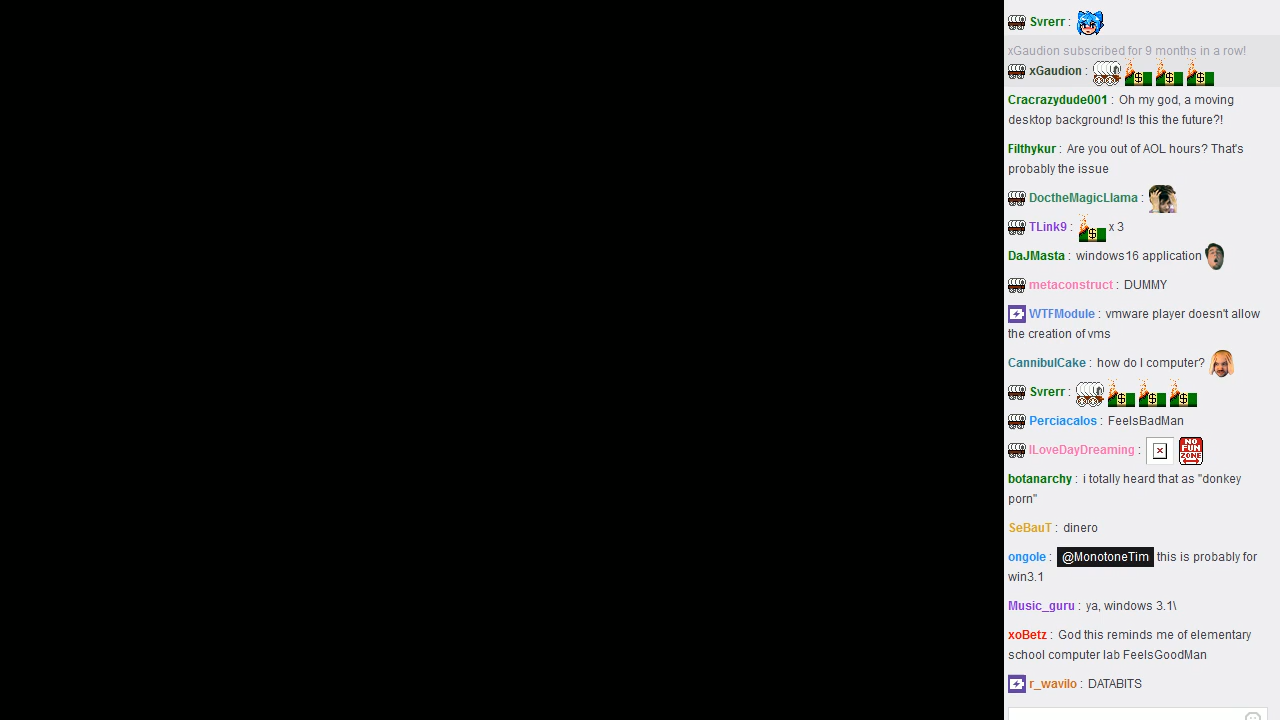 Svrerr :
xGaudion subscribed for 9 months in a row!
xGaudion : $ $ $
Cracrazydude001 : Oh my god, a moving
desktop background! Is this the future?!
Filthykur : Are you out of AOL hours? That's
probably the issue
DoctheMagicLlama :
TLink9 : $ x 3
DaJMasta : windows16 application
metaconstruct : DUMMY
WTFModule : vmware player doesn't allow
the creation of vms
CannibulCake : how do I computer?
Svrerr : $ $ $
Perciacalos : FeelsBadMan
ILoveDayDreaming : NO FUN ZONE
botanarchy : i totally heard that as "donkey
porn"
SeBauT : dinero
ongole : @MonotoneTim this is probably for
win3.1
Music_guru : ya, windows 3.1\
xoBetz : God this reminds me of elementary
school computer lab FeelsGoodMan
r_wavilo : DATABITS